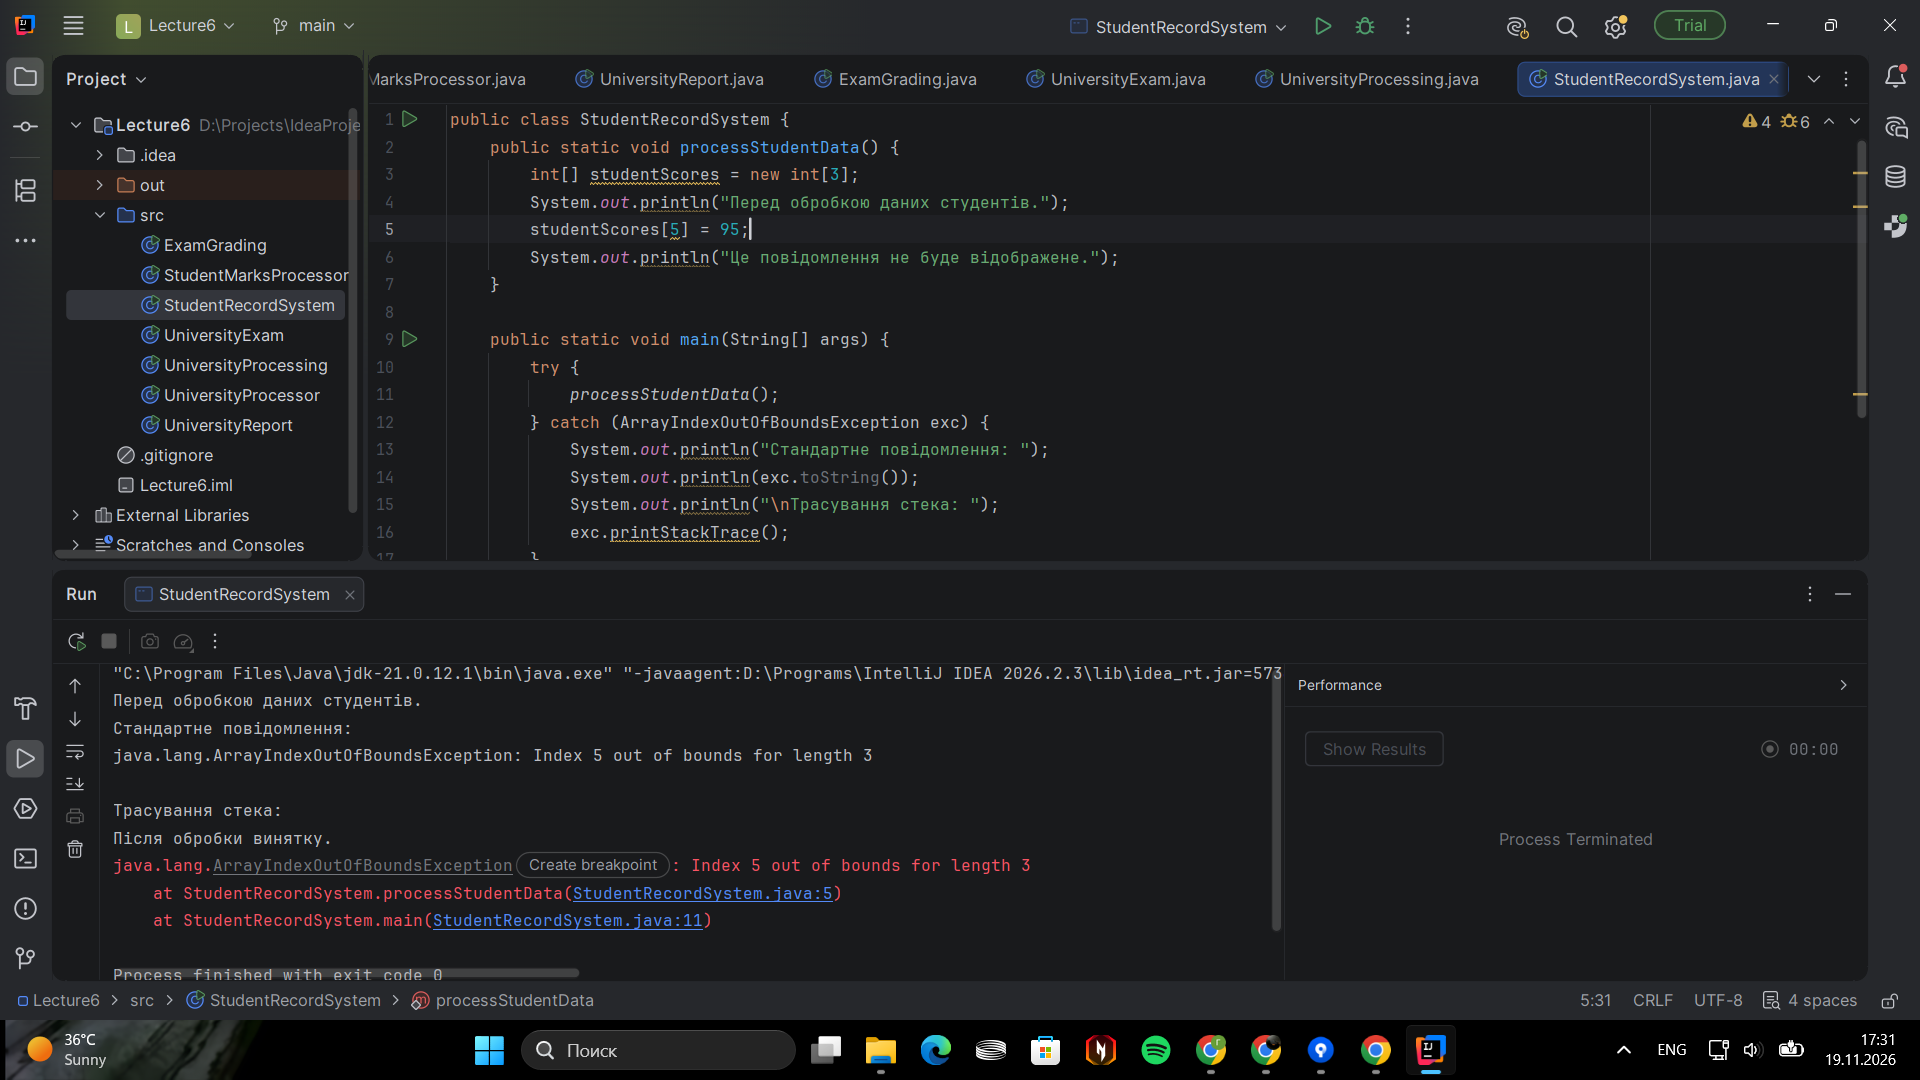 L Lecture6 main StudentRecordSystem Trial
Project
MarksProcessor.java UniversityReport.java ExamGrading.java UniversityExam.java UniversityProcessing.java StudentRecordSystem.java
Lecture6 D:\Projects\IdeaProje
.idea
out
src
ExamGrading
StudentMarksProcessor
StudentRecordSystem
UniversityExam
UniversityProcessing
UniversityProcessor
UniversityReport
.gitignore
Lecture6.iml
External Libraries
Scratches and Consoles
4 6
1 public class StudentRecordSystem {
2 public static void processStudentData() {
3 int[] studentScores = new int[3];
4 System.out.println("Перед обробкою даних студентів.");
5 studentScores[5] = 95;
6 System.out.println("Це повідомлення не буде відображене.");
7 }
8
9 public static void main(String[] args) {
10 try {
11 processStudentData();
12 } catch (ArrayIndexOutOfBoundsException exc) {
13 System.out.println("Стандартне повідомлення: ");
14 System.out.println(exc.toString());
15 System.out.println("\nТрасування стека: ");
16 exc.printStackTrace();
17 }
Run StudentRecordSystem
"C:\Program Files\Java\jdk-21.0.12.1\bin\java.exe" "-javaagent:D:\Programs\IntelliJ IDEA 2026.2.3\lib\idea_rt.jar=573
Перед обробкою даних студентів.
Стандартне повідомлення:
java.lang.ArrayIndexOutOfBoundsException: Index 5 out of bounds for length 3
Трасування стека:
Після обробки винятку.
java.lang.ArrayIndexOutOfBoundsException Create breakpoint : Index 5 out of bounds for length 3
at StudentRecordSystem.processStudentData(StudentRecordSystem.java:5)
at StudentRecordSystem.main(StudentRecordSystem.java:11)
Process finished with exit code 0
Performance
Show Results 00:00
Process Terminated
Lecture6 src StudentRecordSystem processStudentData 5:31 CRLF UTF-8 4 spaces
36°C
Sunny
Поиск
ENG
17:31
19.11.2026